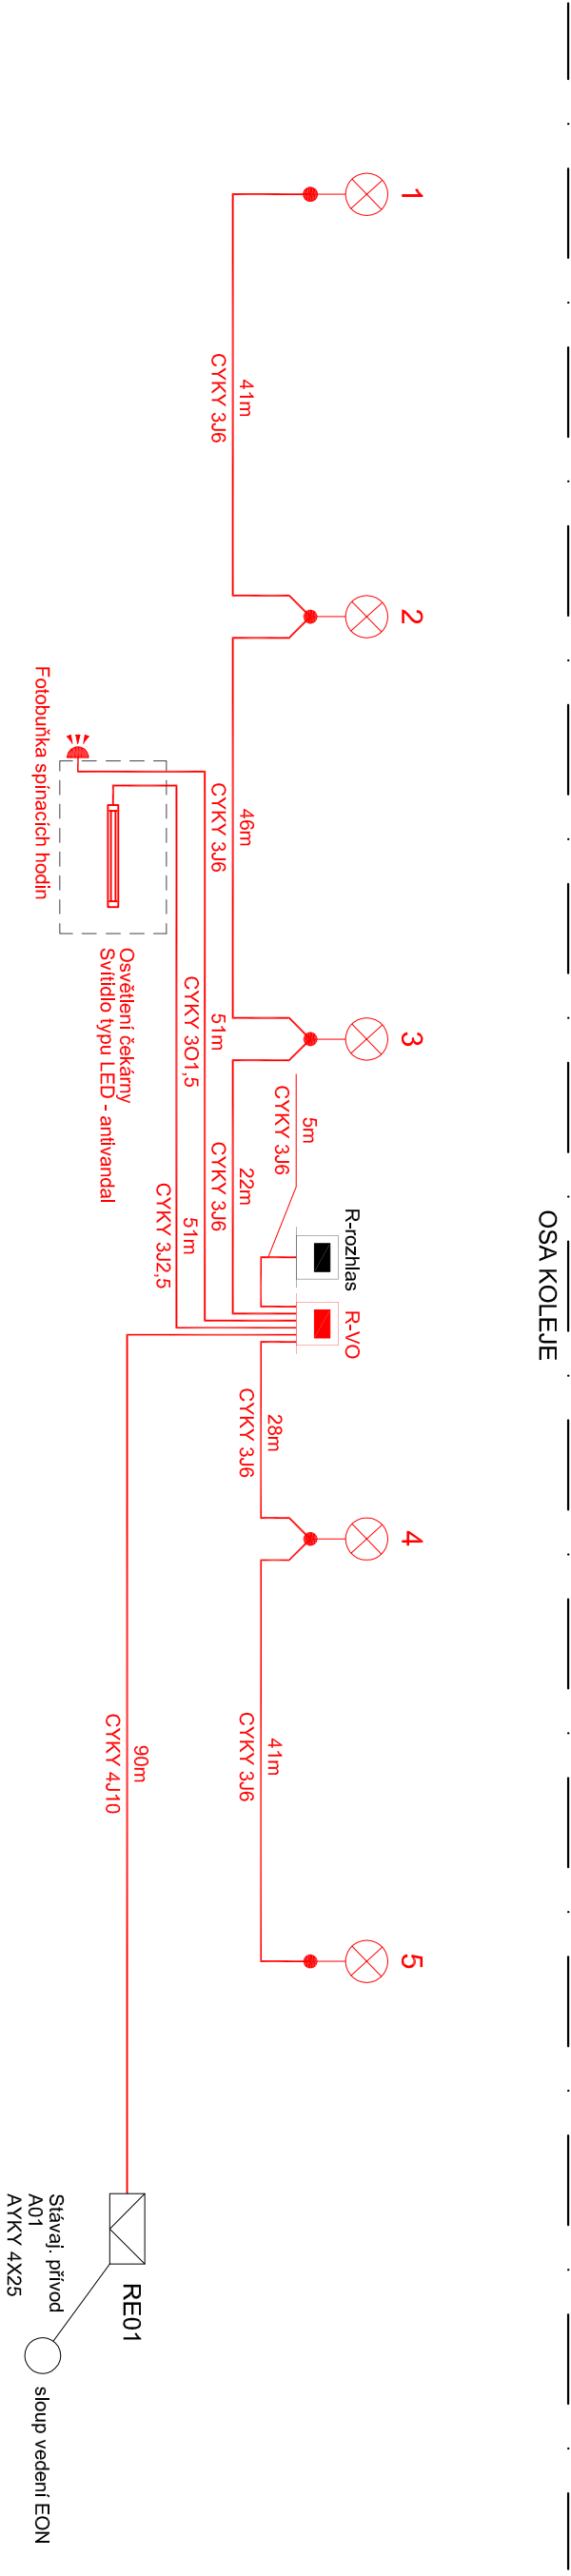 OSA KOLEJE
1
2
3
4
5
R-rozhlas
R-VO
41m
CYKY 3J6
46m
CYKY 3J6
22m
CYKY 3J6
5m
CYKY 3J6
28m
CYKY 3J6
41m
CYKY 3J6
51m
CYKY 3O1,5
51m
CYKY 3J2,5
90m
CYKY 4J10
Fotobuňka spínacích hodin
Osvětlení čekárny
Svítidlo typu LED - antivandal
RE01
Stávaj. přívod
A01
AYKY 4X25
sloup vedení EON